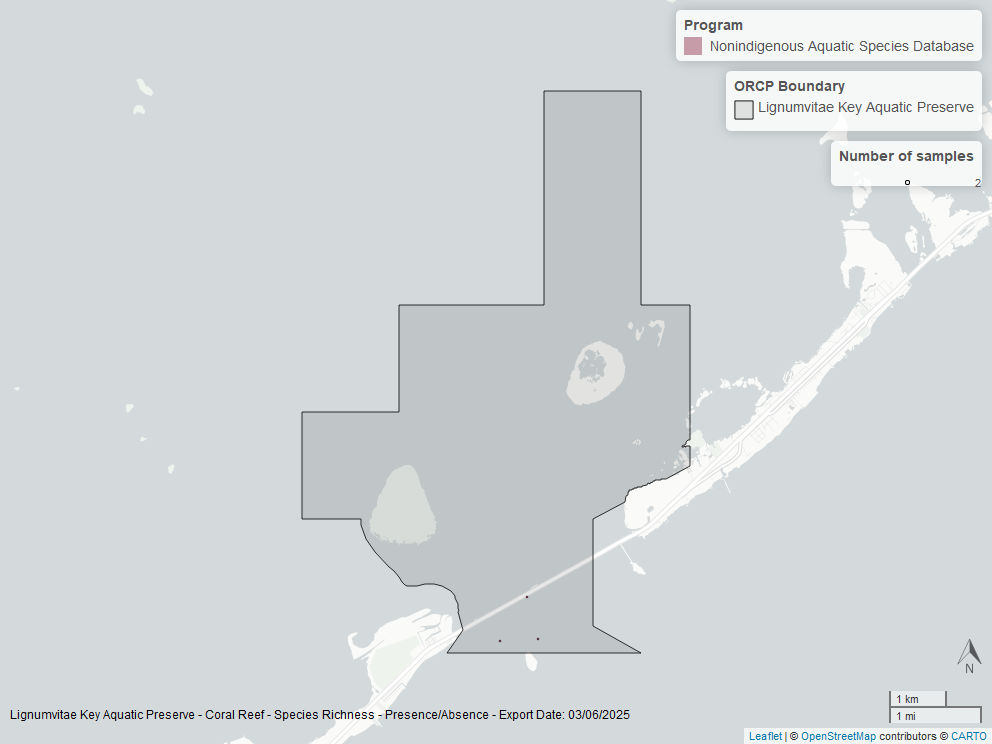 Program
Nonindigenous Aquatic Species Database
ORCP Boundary
Lignumvitae Key Aquatic Preserve
Number of samples
2
N
1 km
1 mi
Lignumvitae Key Aquatic Preserve - Coral Reef - Species Richness - Presence/Absence - Export Date: 03/06/2025
Leaflet | © OpenStreetMap contributors © CARTO